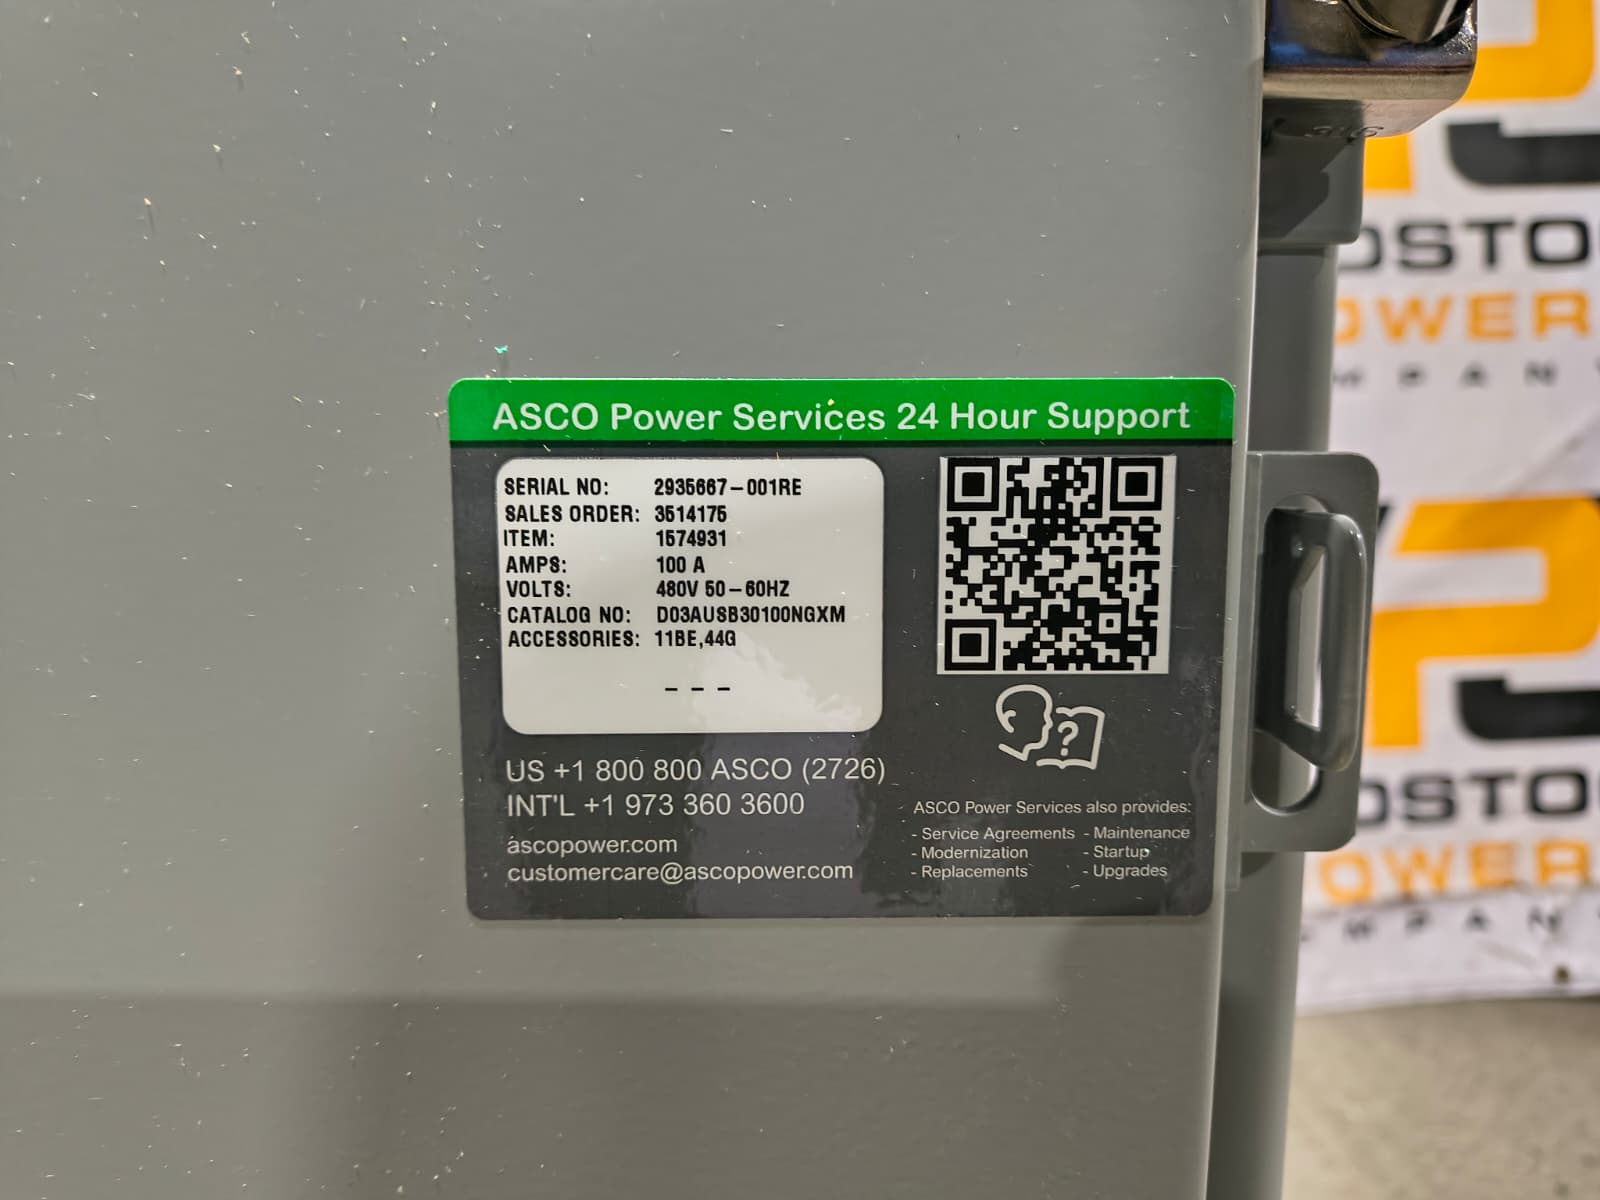 316
ASCO Power Services 24 Hour Support
SERIAL NO: 2935667-001RE
SALES ORDER: 3514175
ITEM: 1574931
AMPS: 100 A
VOLTS: 480V 50-60HZ
CATALOG NO: D03AUSB30100NGXM
ACCESSORIES: 11BE,44G
- - -
US +1 800 800 ASCO (2726)
INT'L +1 973 360 3600
ascopower.com
customercare@ascopower.com
?
ASCO Power Services also provides:
- Service Agreements - Maintenance
- Modernization - Startup
- Replacements - Upgrades
OSTO
OWER
MPAN
OSTO
OWER
MPAN